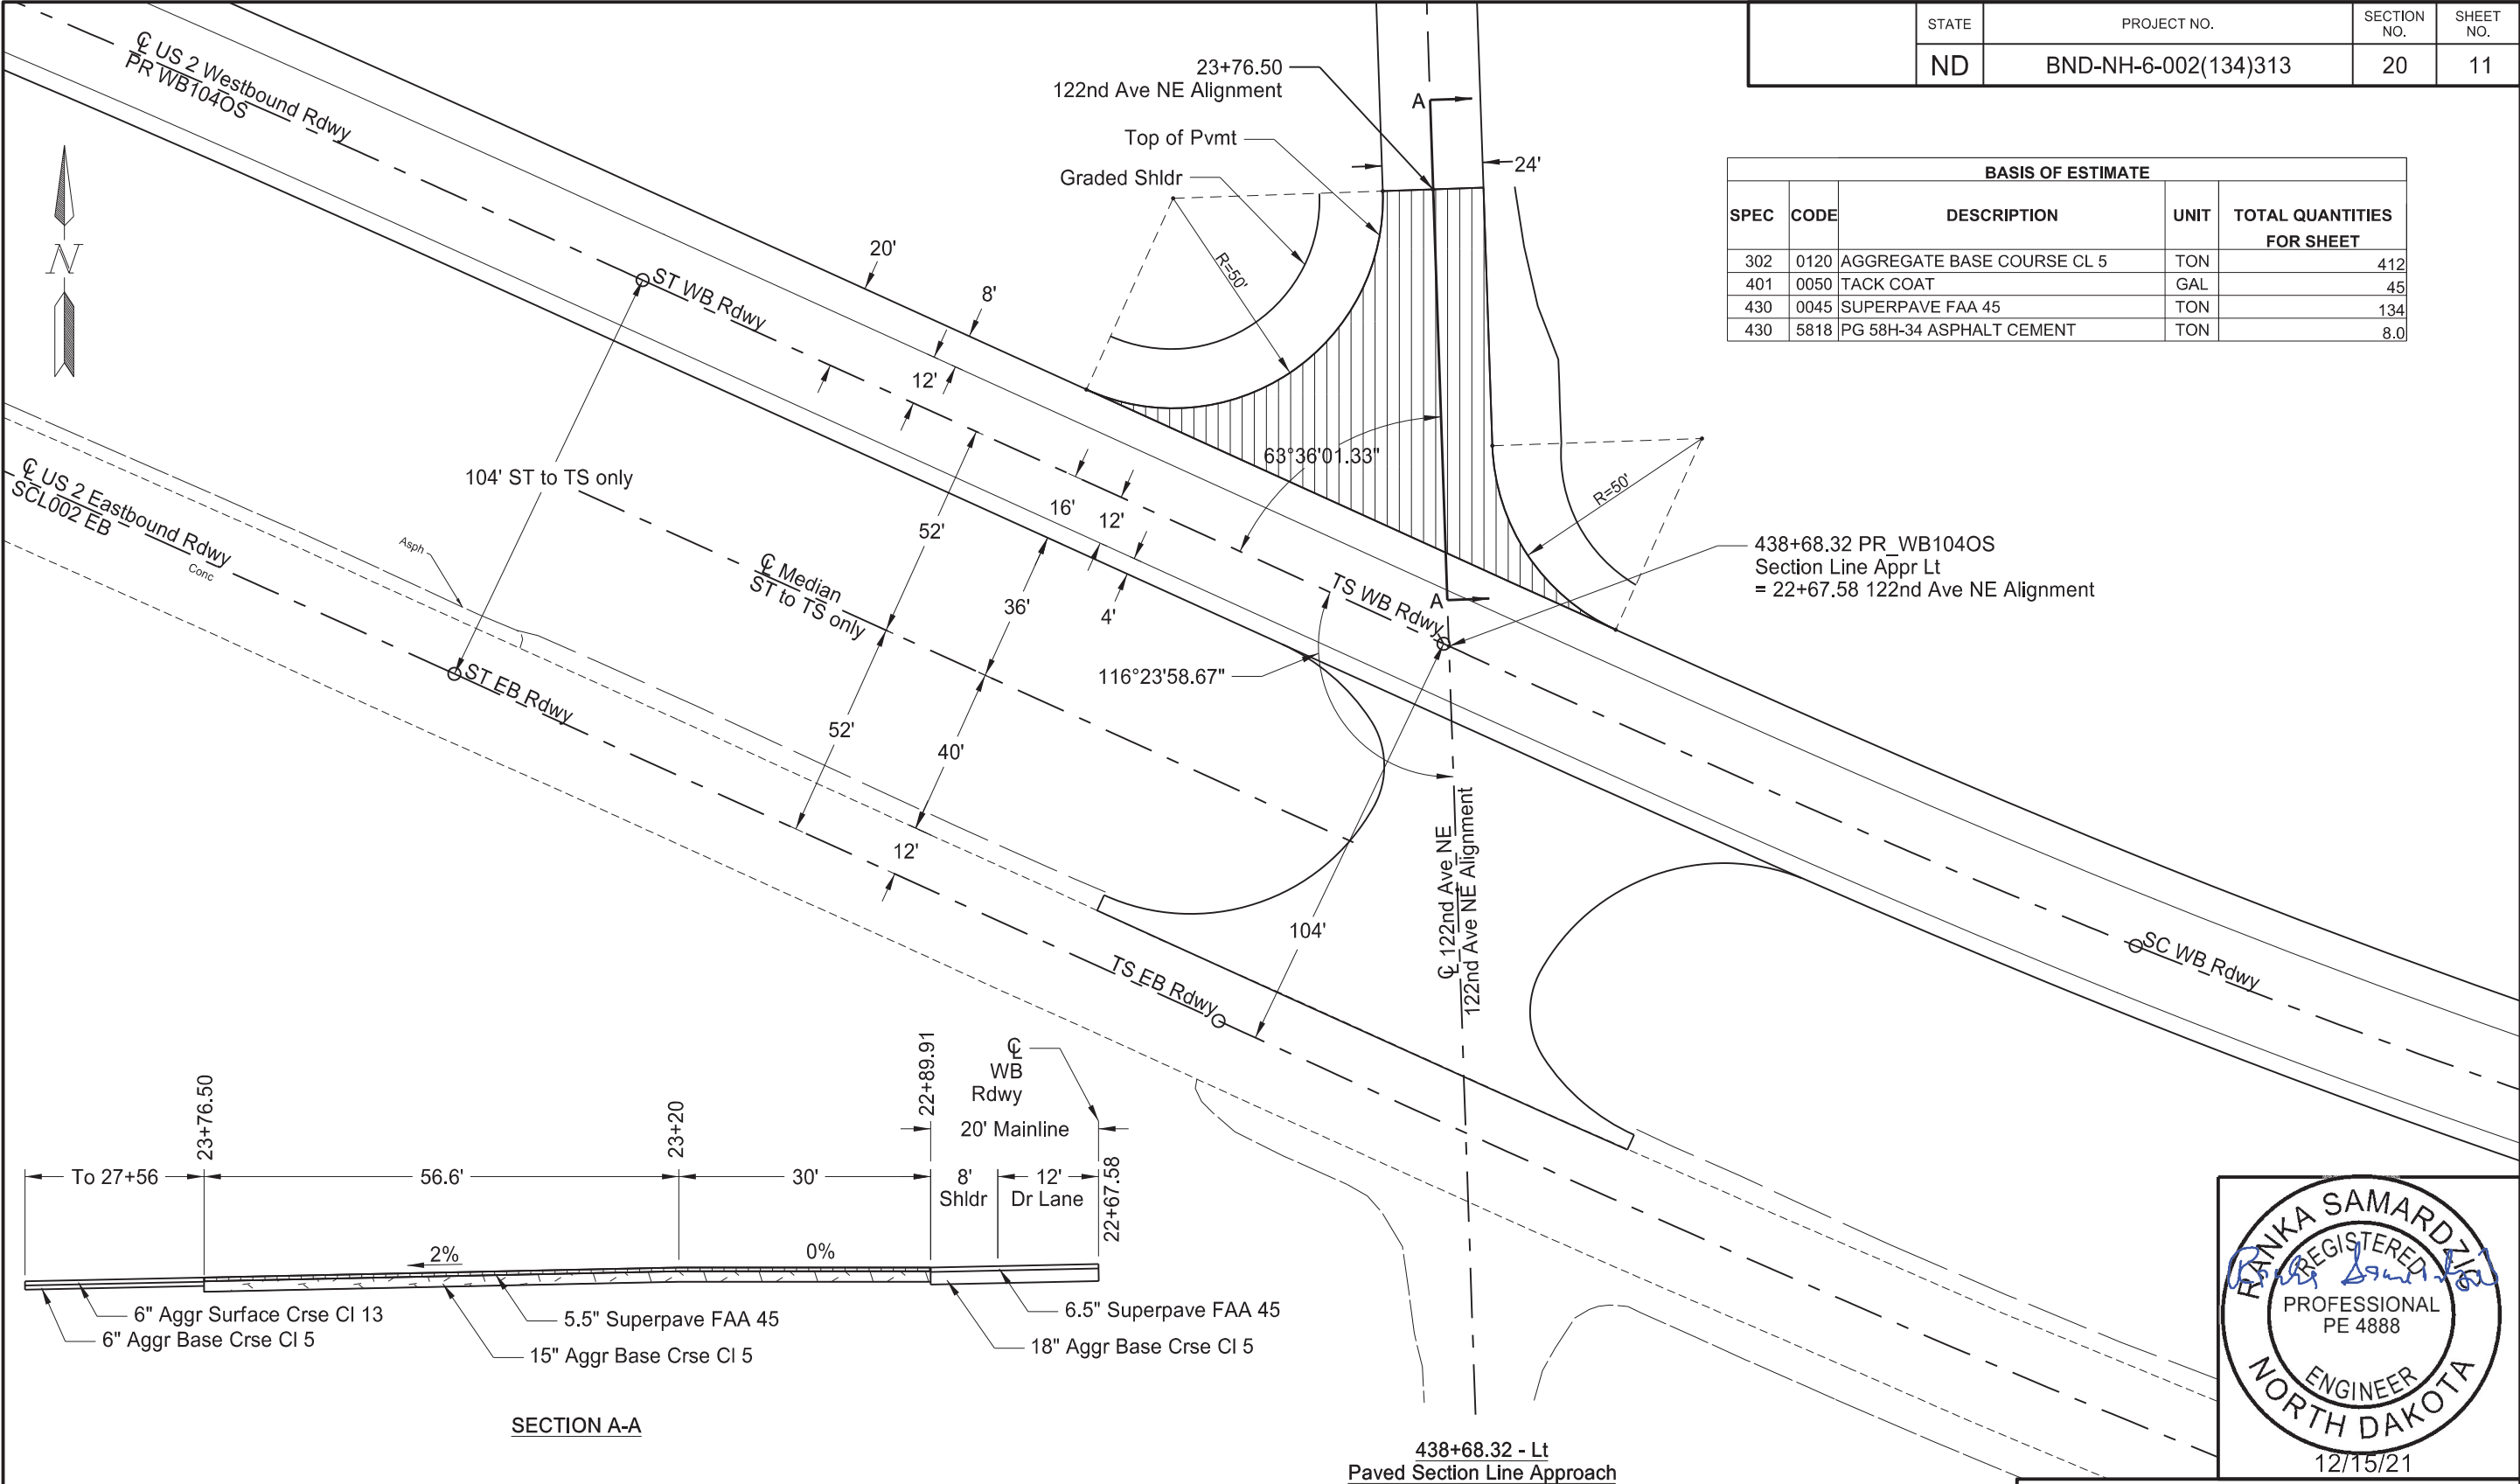 STATE
PROJECT NO.
SECTION NO.
SHEET NO.
ND
BND-NH-6-002(134)313
20
11
BASIS OF ESTIMATE
SPEC CODE DESCRIPTION UNIT TOTAL QUANTITIES FOR SHEET
302 0120 AGGREGATE BASE COURSE CL 5 TON 412
401 0050 TACK COAT GAL 45
430 0045 SUPERPAVE FAA 45 TON 134
430 5818 PG 58H-34 ASPHALT CEMENT TON 8.0
℄ US 2 Westbound Rdwy
PR WB104OS
N
23+76.50
122nd Ave NE Alignment
Top of Pvmt
Graded Shldr
A
24'
R=50'
20'
8'
12'
ST WB Rdwy
104' ST to TS only
℄ US 2 Eastbound Rdwy
SCL002 EB
Asph
Conc
63°36'01.33"
R=50'
52'
16'
12'
36'
4'
℄ Median
ST to TS only
TS WB Rdwy
A
438+68.32 PR_WB104OS
Section Line Appr Lt
= 22+67.58 122nd Ave NE Alignment
116°23'58.67"
ST EB Rdwy
52'
40'
12'
104'
℄ 122nd Ave NE
122nd Ave NE Alignment
TS EB Rdwy
SC WB Rdwy
23+76.50
23+20
22+89.91
℄
WB
Rdwy
20' Mainline
22+67.58
To 27+56
56.6'
30'
8'
Shldr
12'
Dr Lane
2%
0%
6" Aggr Surface Crse Cl 13
6" Aggr Base Crse Cl 5
5.5" Superpave FAA 45
15" Aggr Base Crse Cl 5
6.5" Superpave FAA 45
18" Aggr Base Crse Cl 5
SECTION A-A
438+68.32 - Lt
Paved Section Line Approach
RANKA SAMARDZIC
REGISTERED
PROFESSIONAL
PE 4888
ENGINEER
NORTH DAKOTA
12/15/21